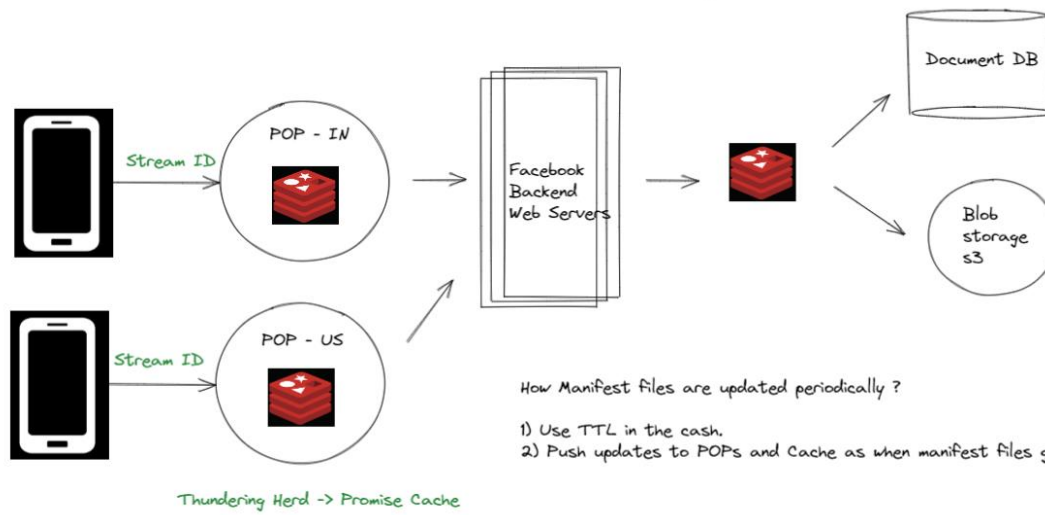 Document DB
POP - IN
Stream ID
Facebook
Backend
Web Servers
Blob
storage
s3
POP - US
Stream ID
How Manifest files are updated periodically ?
1) Use TTL in the cash.
2) Push updates to POPs and Cache as when manifest files
Thundering Herd -> Promise Cache